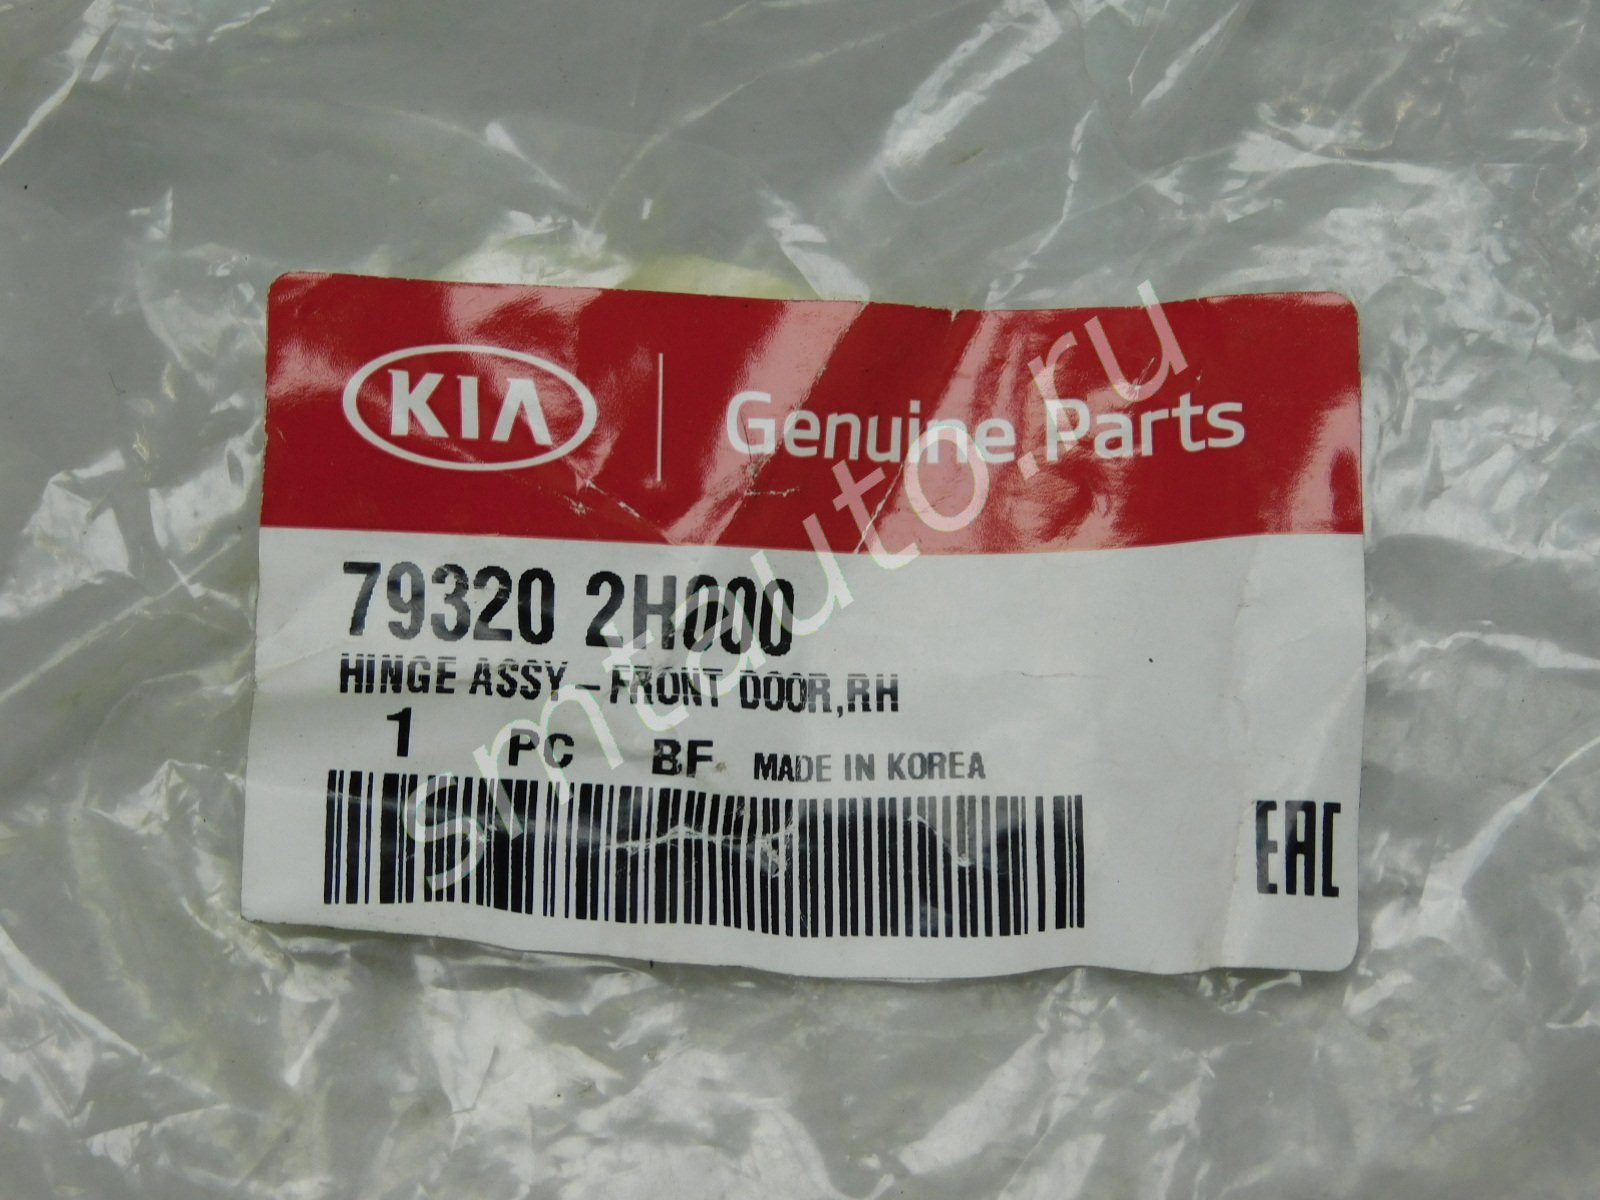 KIA Genuine Parts
79320 2H000
HINGE ASSY-FRONT DOOR,RH
1 PC BF MADE IN KOREA
EAC
smtauto.ru